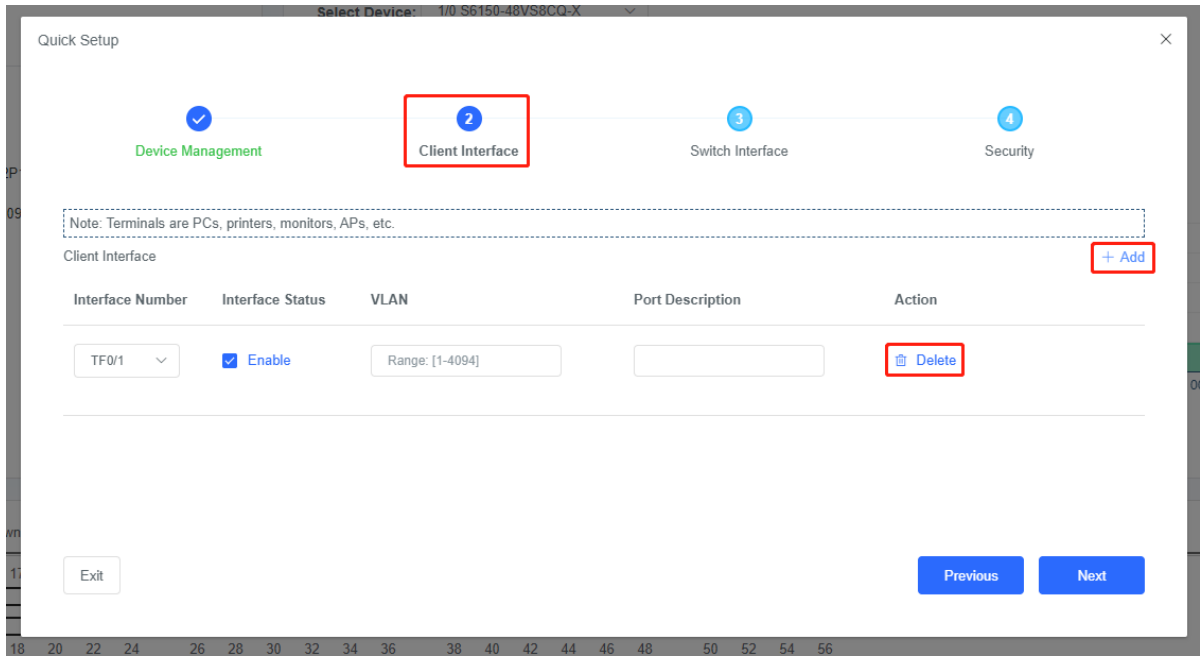 Select Device: 1/0 S6150-48VS8CQ-X
Quick Setup
2 3 4
Device Management Client Interface Switch Interface Security
09
Note: Terminals are PCs, printers, monitors, APs, etc.
Client Interface + Add
Interface Number Interface Status VLAN Port Description Action
TF0/1 Enable Range: [1-4094] Delete
Exit Previous Next
18 20 22 24 26 28 30 32 34 36 38 40 42 44 46 48 50 52 54 56